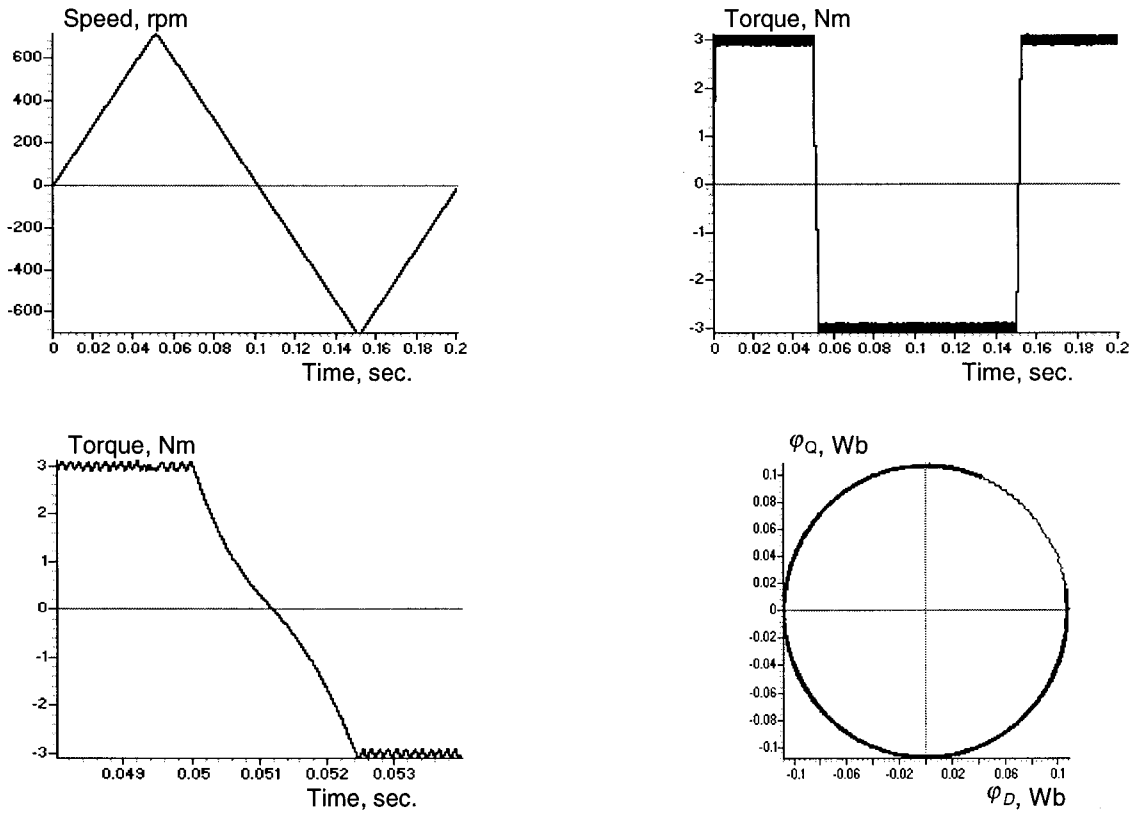 Speed, rpm
600
400
200
0
-200
-400
-600
0 0.02 0.04 0.06 0.08 0.1 0.12 0.14 0.16 0.18 0.2
Time, sec.
Torque, Nm
3
2
1
0
-1
-2
-3
0 0.02 0.04 0.06 0.08 0.1 0.12 0.14 0.16 0.18 0.2
Time, sec.
Torque, Nm
3
2
1
0
-1
-2
-3
0.049 0.05 0.051 0.052 0.053
Time, sec.
φQ, Wb
0.1
0.08
0.06
0.04
0.02
0
-0.02
-0.04
-0.06
-0.08
-0.1
-0.1 -0.06 -0.02 0.02 0.06 0.1
φD, Wb